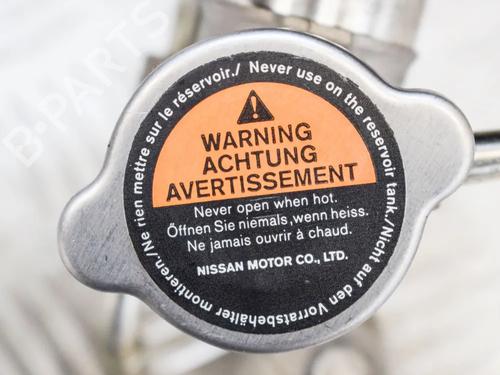 WARNING
ACHTUNG
AVERTISSEMENT
Never open when hot.
Öffnen Sie niemals, wenn heiss.
Ne jamais ouvrir à chaud.
NISSAN MOTOR CO., LTD.
Never use on the reservoir tank./Nicht auf den Vorratsbehälter montieren./Ne rien mettre sur le réservoir./
B-PARTS